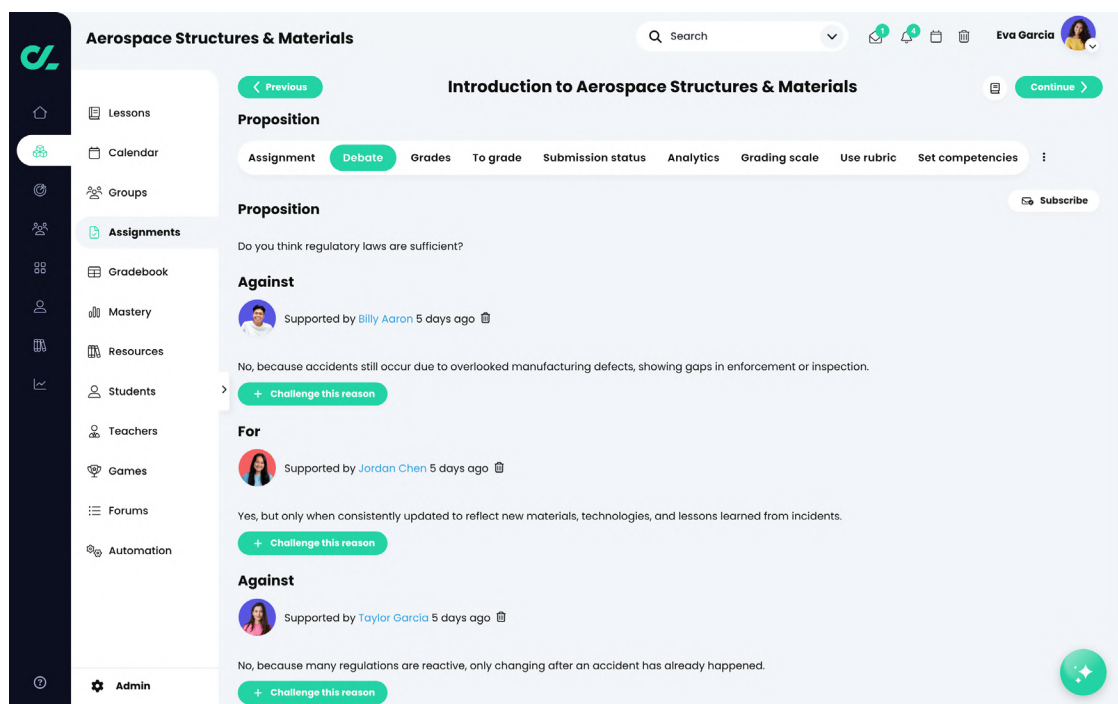 Aerospace Structures & Materials
Search
1
4
Eva Garcia
Lessons
Calendar
Groups
Assignments
Gradebook
Mastery
Resources
Students
Teachers
Games
Forums
Automation
Admin
Previous
Introduction to Aerospace Structures & Materials
Continue
Proposition
Assignment Debate Grades To grade Submission status Analytics Grading scale Use rubric Set competencies
Subscribe
Proposition
Do you think regulatory laws are sufficient?
Against
Supported by Billy Aaron 5 days ago
No, because accidents still occur due to overlooked manufacturing defects, showing gaps in enforcement or inspection.
+ Challenge this reason
For
Supported by Jordan Chen 5 days ago
Yes, but only when consistently updated to reflect new materials, technologies, and lessons learned from incidents.
+ Challenge this reason
Against
Supported by Taylor Garcia 5 days ago
No, because many regulations are reactive, only changing after an accident has already happened.
+ Challenge this reason